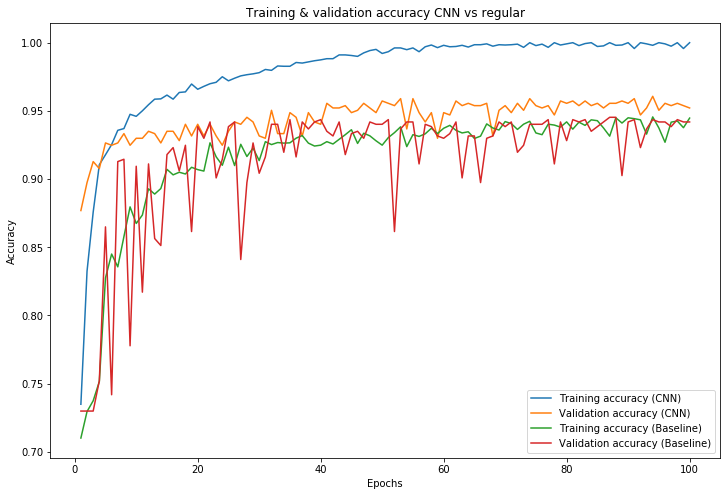 Training & validation accuracy CNN vs regular
1.00
0.95
0.90
0.85
0.80
0.75
0.70
Accuracy
0 20 40 60 80 100
Epochs
Training accuracy (CNN)
Validation accuracy (CNN)
Training accuracy (Baseline)
Validation accuracy (Baseline)